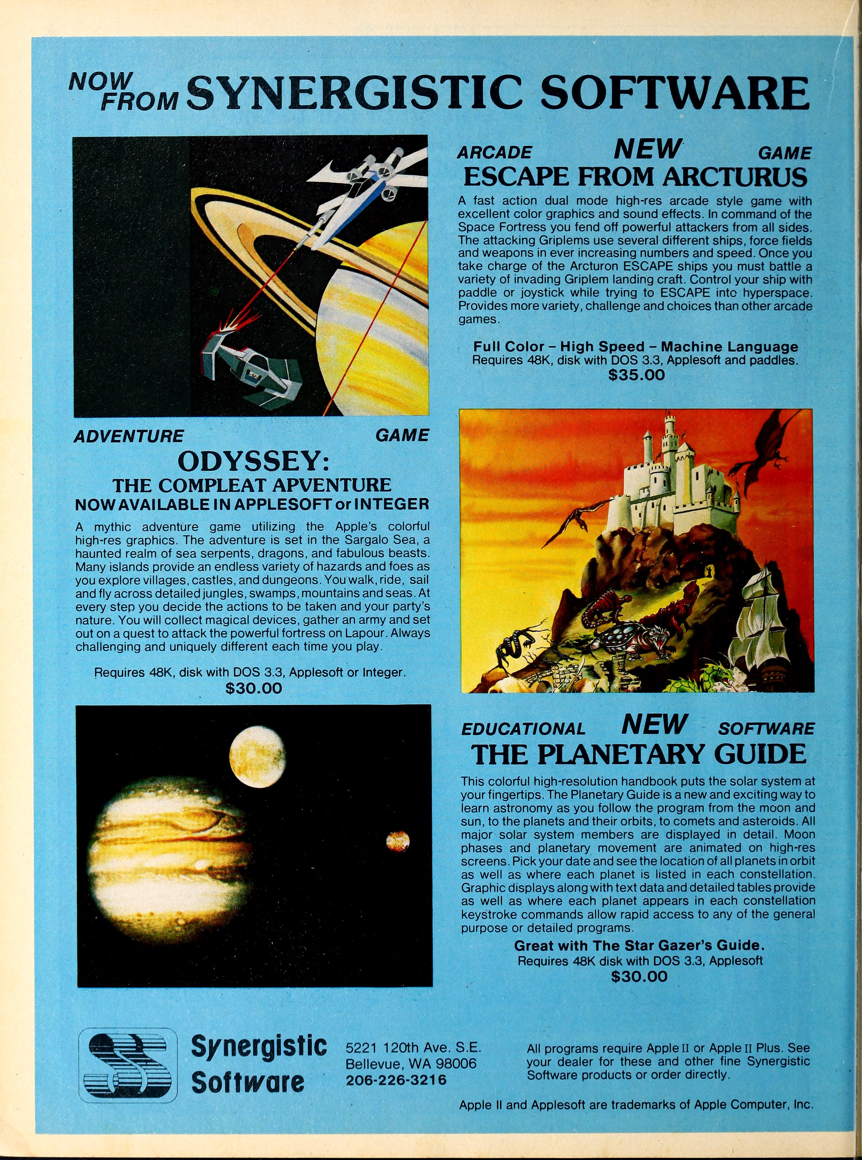 NOW FROM SYNERGISTIC SOFTWARE
ARCADE NEW GAME
ESCAPE FROM ARCTURUS
A fast action dual mode high-res arcade style game with
excellent color graphics and sound effects. In command of the
Space Fortress you fend off powerful attackers from all sides.
The attacking Griplems use several different ships, force fields
and weapons in ever increasing numbers and speed. Once you
take charge of the Arcturon ESCAPE ships you must battle a
variety of invading Griplem landing craft. Control your ship with
paddle or joystick while trying to ESCAPE into hyperspace.
Provides more variety, challenge and choices than other arcade
games.
Full Color – High Speed – Machine Language
Requires 48K, disk with DOS 3.3, Applesoft and paddles.
$35.00
ADVENTURE GAME
ODYSSEY:
THE COMPLEAT APVENTURE
NOW AVAILABLE IN APPLESOFT or INTEGER
A mythic adventure game utilizing the Apple's colorful
high-res graphics. The adventure is set in the Sargalo Sea, a
haunted realm of sea serpents, dragons, and fabulous beasts.
Many islands provide an endless variety of hazards and foes as
you explore villages, castles, and dungeons. You walk, ride, sail
and fly across detailed jungles, swamps, mountains and seas. At
every step you decide the actions to be taken and your party's
nature. You will collect magical devices, gather an army and set
out on a quest to attack the powerful fortress on Lapour. Always
challenging and uniquely different each time you play.
Requires 48K, disk with DOS 3.3, Applesoft or Integer.
$30.00
EDUCATIONAL NEW SOFTWARE
THE PLANETARY GUIDE
This colorful high-resolution handbook puts the solar system at
your fingertips. The Planetary Guide is a new and exciting way to
learn astronomy as you follow the program from the moon and
sun, to the planets and their orbits, to comets and asteroids. All
major solar system members are displayed in detail. Moon
phases and planetary movement are animated on high-res
screens. Pick your date and see the location of all planets in orbit
as well as where each planet is listed in each constellation.
Graphic displays along with text data and detailed tables provide
as well as where each planet appears in each constellation
keystroke commands allow rapid access to any of the general
purpose or detailed programs.
Great with The Star Gazer's Guide.
Requires 48K disk with DOS 3.3, Applesoft
$30.00
Synergistic
Software
5221 120th Ave. S.E.
Bellevue, WA 98006
206-226-3216
All programs require Apple II or Apple II Plus. See
your dealer for these and other fine Synergistic
Software products or order directly.
Apple II and Applesoft are trademarks of Apple Computer, Inc.